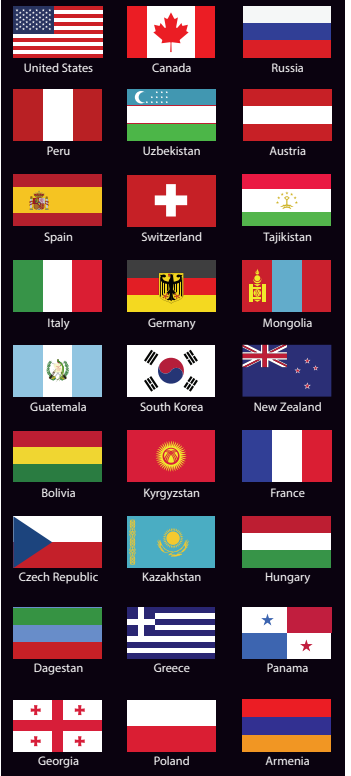 United States
Canada
Russia
Peru
Uzbekistan
Austria
Spain
Switzerland
Tajikistan
Italy
Germany
Mongolia
Guatemala
South Korea
New Zealand
Bolivia
Kyrgyzstan
France
Czech Republic
Kazakhstan
Hungary
Dagestan
Greece
Panama
Georgia
Poland
Armenia